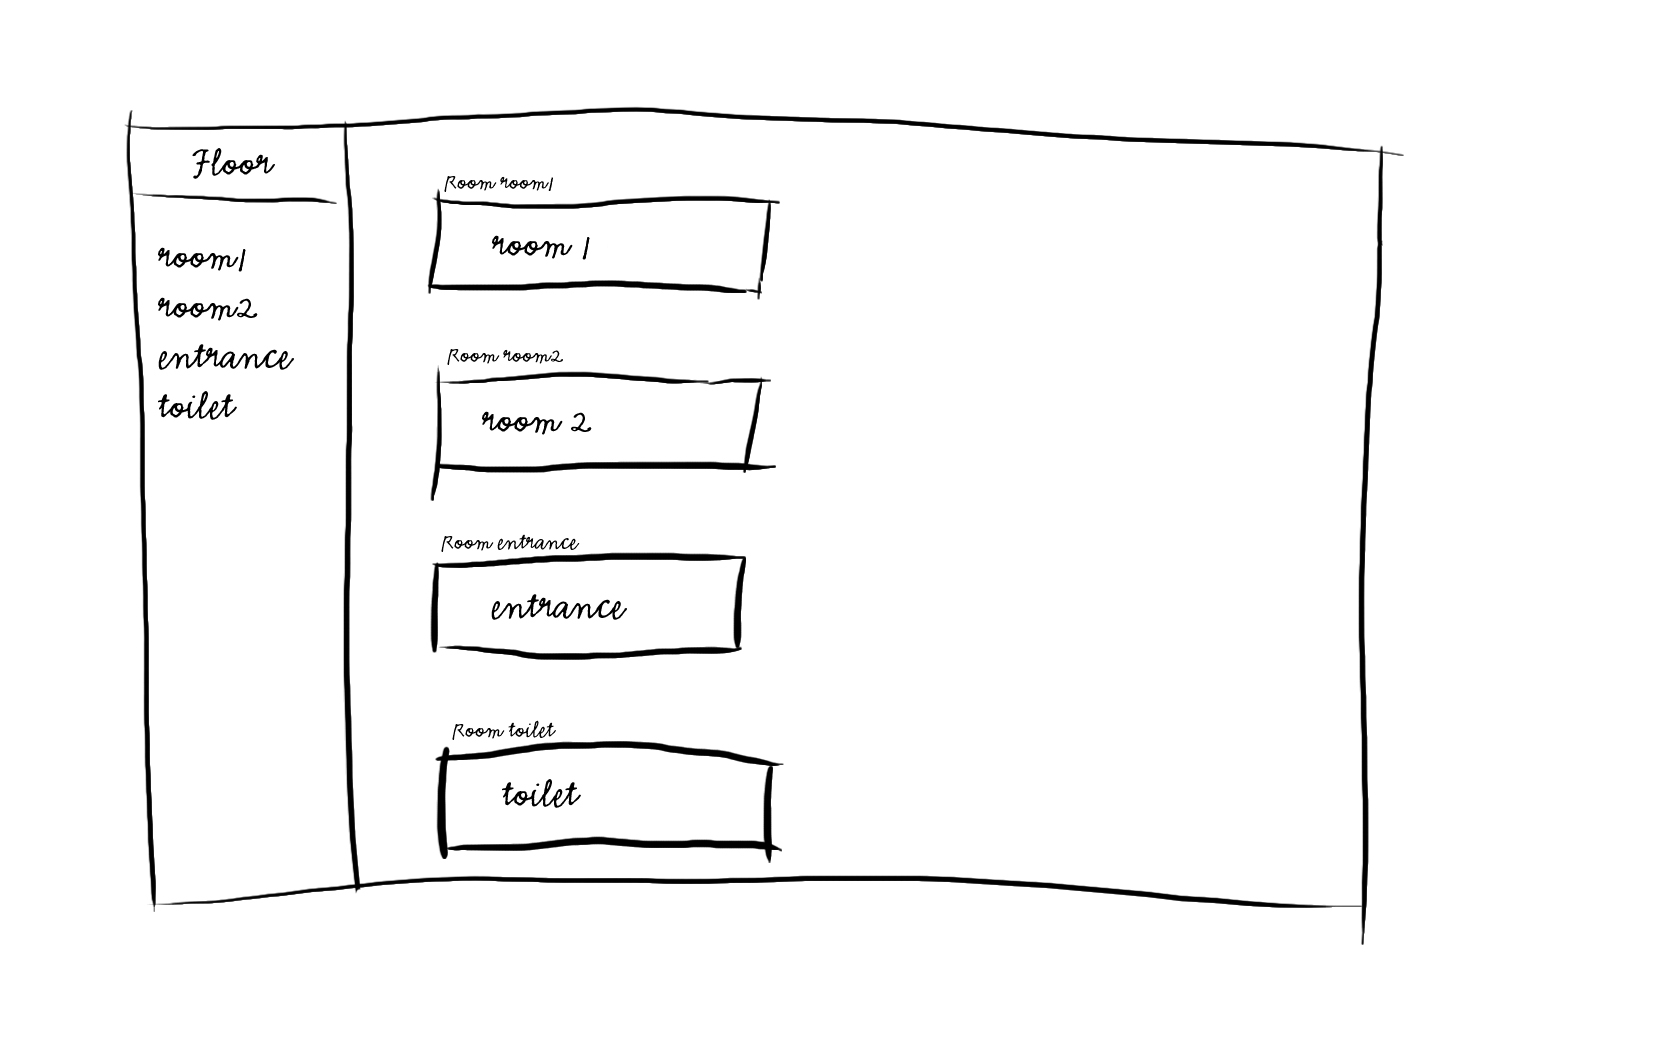 Floor
room1
room2
entrance
toilet
Room room1
room 1
Room room2
room 2
Room entrance
entrance
Room toilet
toilet